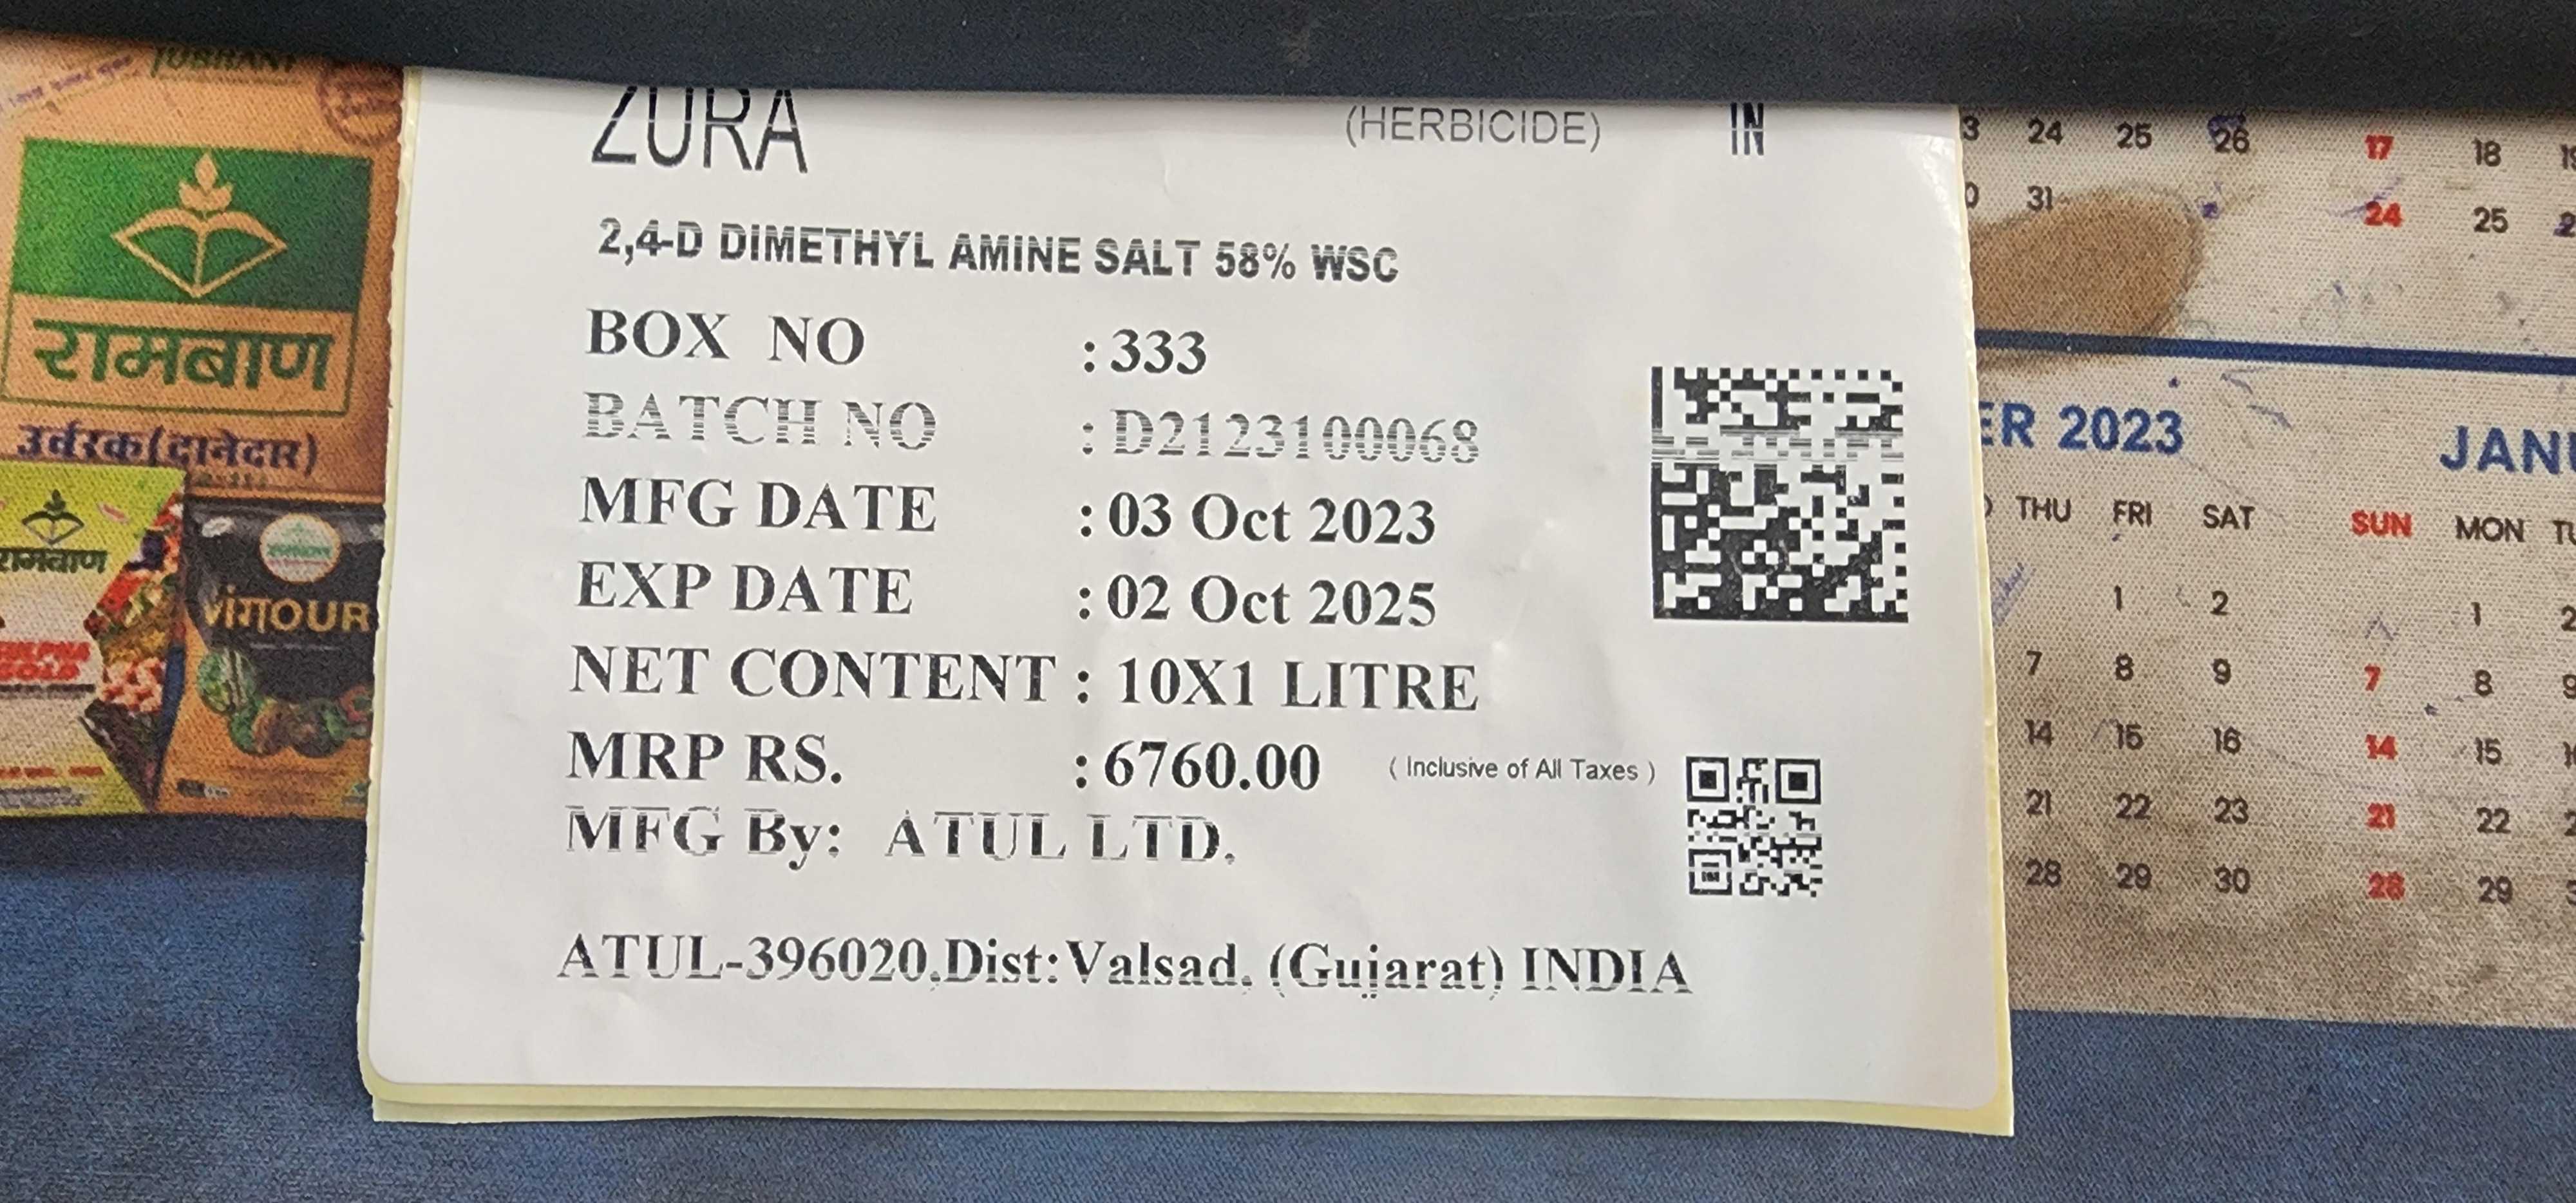 JUBILANT
रामबाण
उर्वरक(दानेदार)
रामबाण
VIGOUR
ZURA (HERBICIDE) IN
2,4-D DIMETHYL AMINE SALT 58% WSC
BOX NO : 333
BATCH NO : D2123100068
MFG DATE : 03 Oct 2023
EXP DATE : 02 Oct 2025
NET CONTENT : 10X1 LITRE
MRP RS. : 6760.00 ( Inclusive of All Taxes )
MFG By: ATUL LTD.
ATUL-396020,Dist:Valsad, (Gujarat) INDIA
24 25 26 17 18
31 24 25
ER 2023 JANU
THU FRI SAT SUN MON TU
1 2 1 2
7 8 9 7 8 9
14 15 16 14 15
21 22 23 21 22
28 29 30 28 29